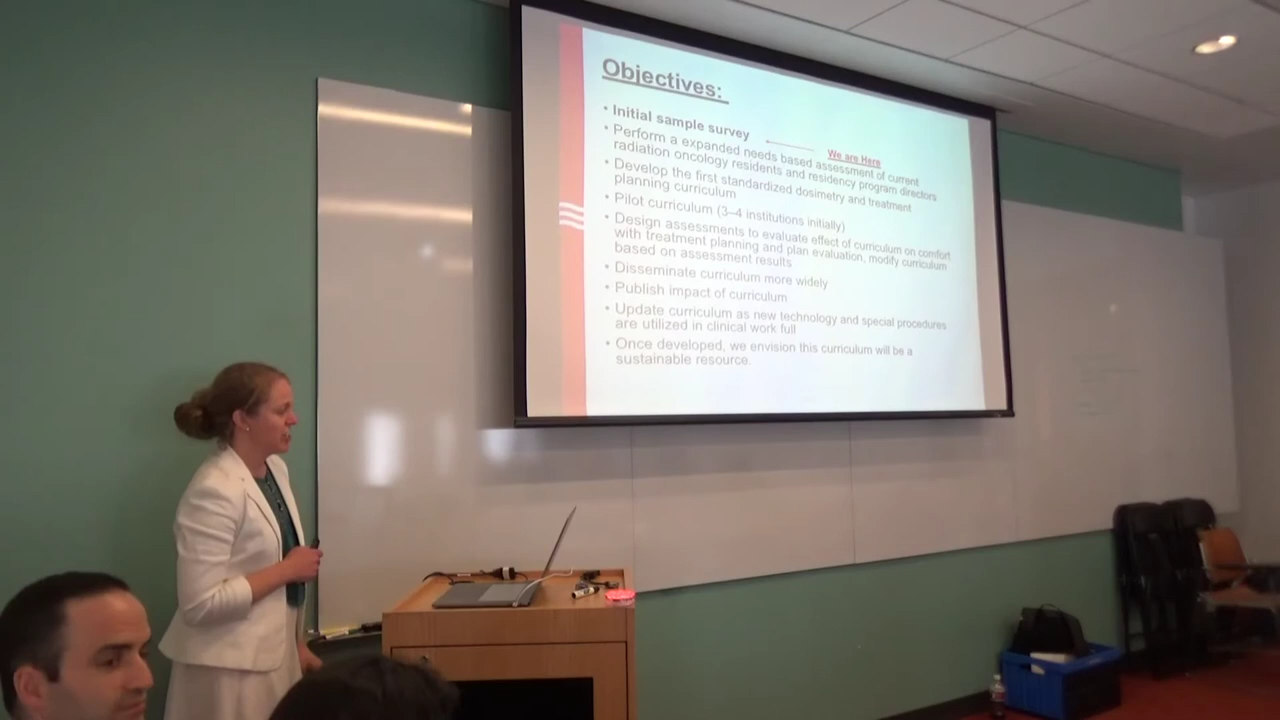 Objectives:
• Initial sample survey
We are Here
• Perform a expanded needs based assessment of current
radiation oncology residents and residency program directors
• Develop the first standardized dosimetry and treatment
planning curriculum
• Pilot curriculum (3–4 institutions initially)
• Design assessments to evaluate effect of curriculum on comfort
with treatment planning and plan evaluation, modify curriculum
based on assessment results
• Disseminate curriculum more widely
• Publish impact of curriculum
• Update curriculum as new technology and special procedures
are utilized in clinical work full
• Once developed, we envision this curriculum will be a
sustainable resource.